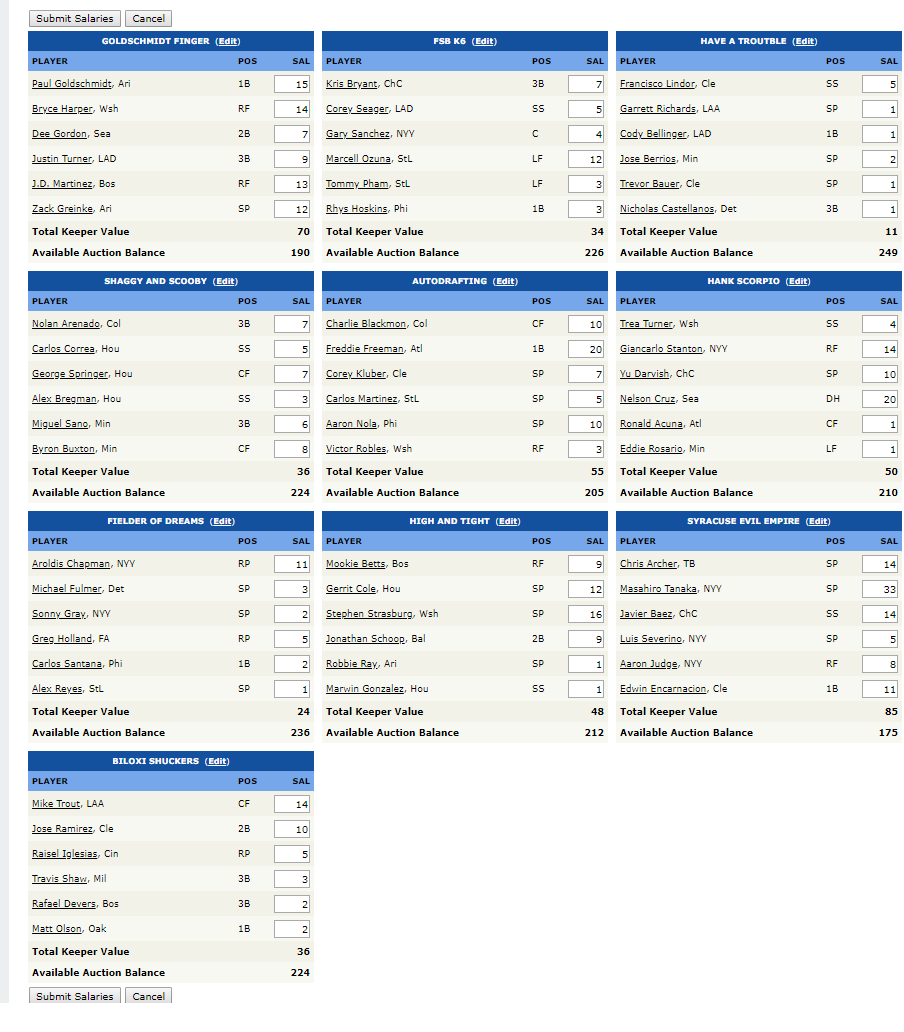 Submit Salaries Cancel
GOLDSCHMIDT FINGER (Edit)
PLAYER POS SAL
Paul Goldschmidt, Ari 1B 15
Bryce Harper, Wsh RF 14
Dee Gordon, Sea 2B 7
Justin Turner, LAD 3B 9
J.D. Martinez, Bos RF 13
Zack Greinke, Ari SP 12
Total Keeper Value 70
Available Auction Balance 190
FSB K6 (Edit)
PLAYER POS SAL
Kris Bryant, ChC 3B 7
Corey Seager, LAD SS 5
Gary Sanchez, NYY C 4
Marcell Ozuna, StL LF 12
Tommy Pham, StL LF 3
Rhys Hoskins, Phi 1B 3
Total Keeper Value 34
Available Auction Balance 226
HAVE A TROUTBLE (Edit)
PLAYER POS SAL
Francisco Lindor, Cle SS 5
Garrett Richards, LAA SP 1
Cody Bellinger, LAD 1B 1
Jose Berrios, Min SP 2
Trevor Bauer, Cle SP 1
Nicholas Castellanos, Det 3B 1
Total Keeper Value 11
Available Auction Balance 249
SHAGGY AND SCOOBY (Edit)
PLAYER POS SAL
Nolan Arenado, Col 3B 7
Carlos Correa, Hou SS 5
George Springer, Hou CF 7
Alex Bregman, Hou SS 3
Miguel Sano, Min 3B 6
Byron Buxton, Min CF 8
Total Keeper Value 36
Available Auction Balance 224
AUTODRAFTING (Edit)
PLAYER POS SAL
Charlie Blackmon, Col CF 10
Freddie Freeman, Atl 1B 20
Corey Kluber, Cle SP 7
Carlos Martinez, StL SP 5
Aaron Nola, Phi SP 10
Victor Robles, Wsh RF 3
Total Keeper Value 55
Available Auction Balance 205
HANK SCORPIO (Edit)
PLAYER POS SAL
Trea Turner, Wsh SS 4
Giancarlo Stanton, NYY RF 14
Yu Darvish, ChC SP 10
Nelson Cruz, Sea DH 20
Ronald Acuna, Atl CF 1
Eddie Rosario, Min LF 1
Total Keeper Value 50
Available Auction Balance 210
FIELDER OF DREAMS (Edit)
PLAYER POS SAL
Aroldis Chapman, NYY RP 11
Michael Fulmer, Det SP 3
Sonny Gray, NYY SP 2
Greg Holland, FA RP 5
Carlos Santana, Phi 1B 2
Alex Reyes, StL SP 1
Total Keeper Value 24
Available Auction Balance 236
HIGH AND TIGHT (Edit)
PLAYER POS SAL
Mookie Betts, Bos RF 9
Gerrit Cole, Hou SP 12
Stephen Strasburg, Wsh SP 16
Jonathan Schoop, Bal 2B 9
Robbie Ray, Ari SP 1
Marwin Gonzalez, Hou SS 1
Total Keeper Value 48
Available Auction Balance 212
SYRACUSE EVIL EMPIRE (Edit)
PLAYER POS SAL
Chris Archer, TB SP 14
Masahiro Tanaka, NYY SP 33
Javier Baez, ChC SS 14
Luis Severino, NYY SP 5
Aaron Judge, NYY RF 8
Edwin Encarnacion, Cle 1B 11
Total Keeper Value 85
Available Auction Balance 175
BILOXI SHUCKERS (Edit)
PLAYER POS SAL
Mike Trout, LAA CF 14
Jose Ramirez, Cle 2B 10
Raisel Iglesias, Cin RP 5
Travis Shaw, Mil 3B 3
Rafael Devers, Bos 3B 2
Matt Olson, Oak 1B 2
Total Keeper Value 36
Available Auction Balance 224
Submit Salaries Cancel